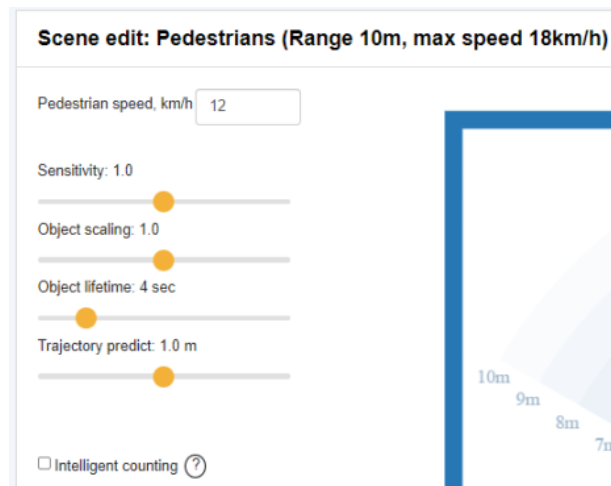 Scene edit: Pedestrians (Range 10m, max speed 18km/h)
Pedestrian speed, km/h 12
Sensitivity: 1.0
Object scaling: 1.0
Object lifetime: 4 sec
Trajectory predict: 1.0 m
10m
9m
8m
7m
Intelligent counting ?